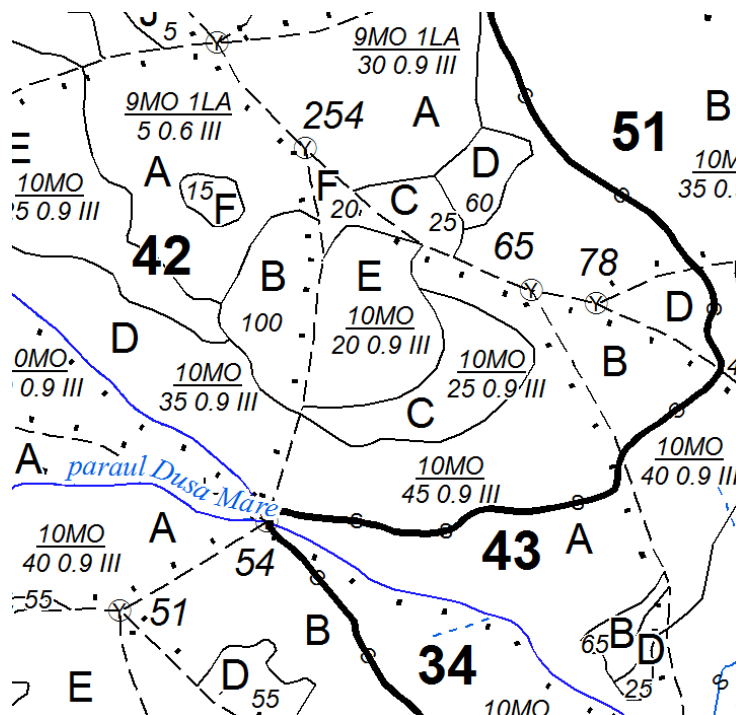 5
9MO 1LA
30 0.9 III
254
A
51
B
9MO 1LA
5 0.6 III
D
60
E
10MO
25 0.9 III
A
15
F
F
20
C
25
35 0.9
42
65
78
B
100
E
D
D
10MO
20 0.9 III
10MO
35 0.9 III
10MO
25 0.9 III
B
0MO
0.9 III
C
4
A
paraul Dusa Mare
10MO
45 0.9 III
10MO
40 0.9 III
A
10MO
40 0.9 III
54
43
A
55
51
B
34
65
B
D
25
D
55
E
10MO